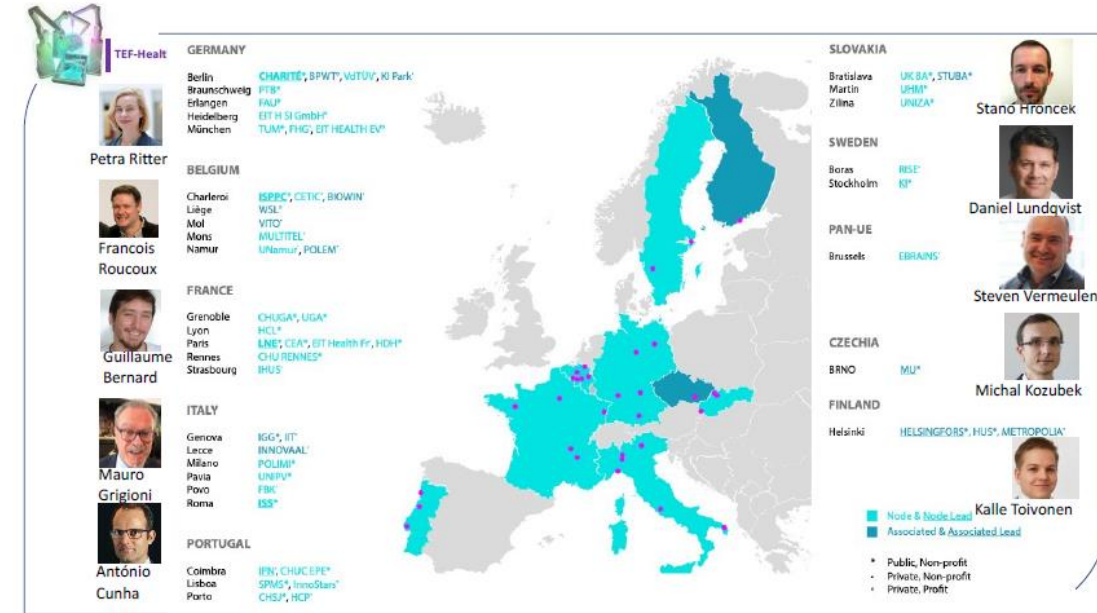 TEF-Healt
GERMANY
Berlin CHARITÉ*, BPWT*, VdTÜV, KI Park
Braunschweig PTB*
Erlangen FAU*
Heidelberg EIT H SI GmbH
München TUM*, FHG, EIT HEALTH EV
Petra Ritter
BELGIUM
Charleroi ISPPC*, CETIC, BIOWIN
Liège WSL
Mol VITO
Mons MULTITEL
Namur UNamur, POLEM
Francois
Roucoux
FRANCE
Grenoble CHUGA*, UGA*
Lyon HCL*
Paris LNE*, CEA*, EIT Health Fr, HDH*
Rennes CHU RENNES*
Strasbourg IHUS
Guillaume
Bernard
ITALY
Genova IGG*, IIT
Lecce INNOVAAL
Milano POLIMI*
Pavia UNIPV*
Povo FBK
Roma ISS*
Mauro
Grigioni
PORTUGAL
Coimbra IPN, CHUC EPE*
Lisboa SPMS*, InnoStars
Porto CHSJ*, HCP
António
Cunha
SLOVAKIA
Bratislava UK BA*, STUBA*
Martin UHM*
Zilina UNIZA*
Stano Hroncek
SWEDEN
Boras RISE
Stockholm KI*
Daniel Lundqvist
PAN-UE
Brussels EBRAINS
Steven Vermeulen
CZECHIA
BRNO MU*
Michal Kozubek
FINLAND
Helsinki HELSINGFORS*, HUS*, METROPOLIA
Kalle Toivonen
Node & Node Lead
Associated & Associated Lead
* Public, Non-profit
- Private, Non-profit
· Private, Profit